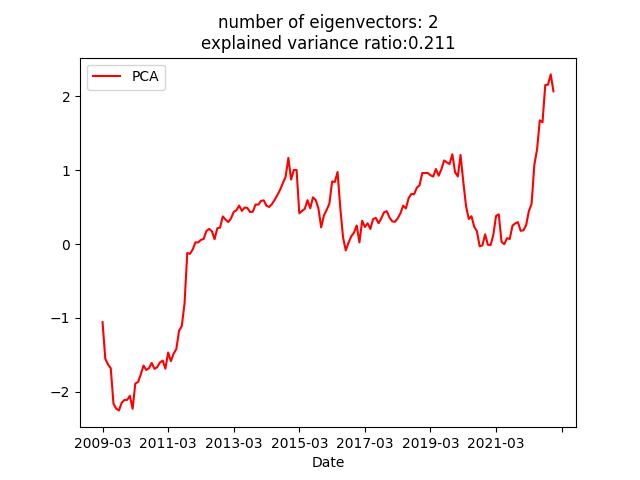 number of eigenvectors: 2
explained variance ratio:0.211
PCA
2
1
0
−1
−2
2009-03 2011-03 2013-03 2015-03 2017-03 2019-03 2021-03
Date